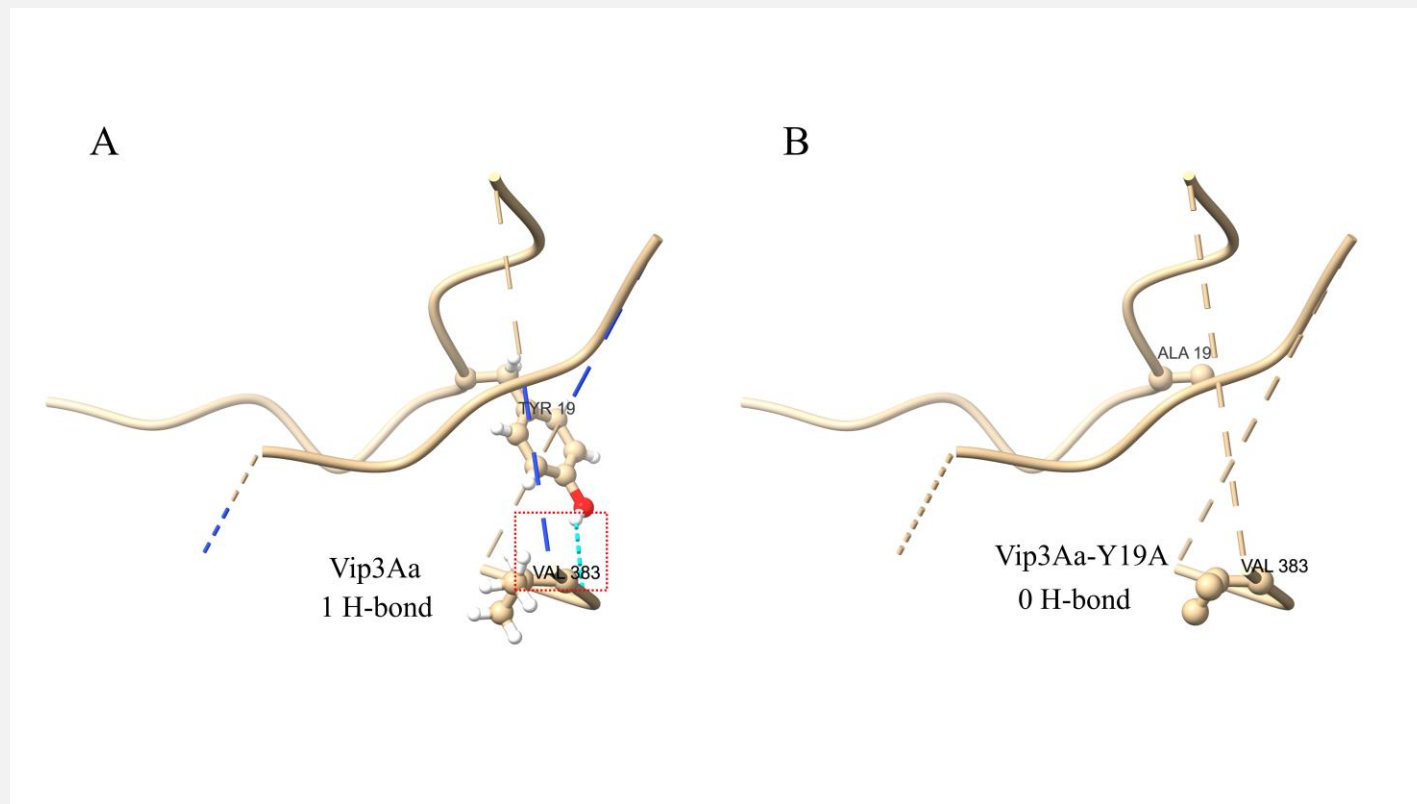 A
B
ALA 19
TYR 19
Vip3Aa
1 H-bond
VAL 383
Vip3Aa-Y19A
0 H-bond
VAL 383